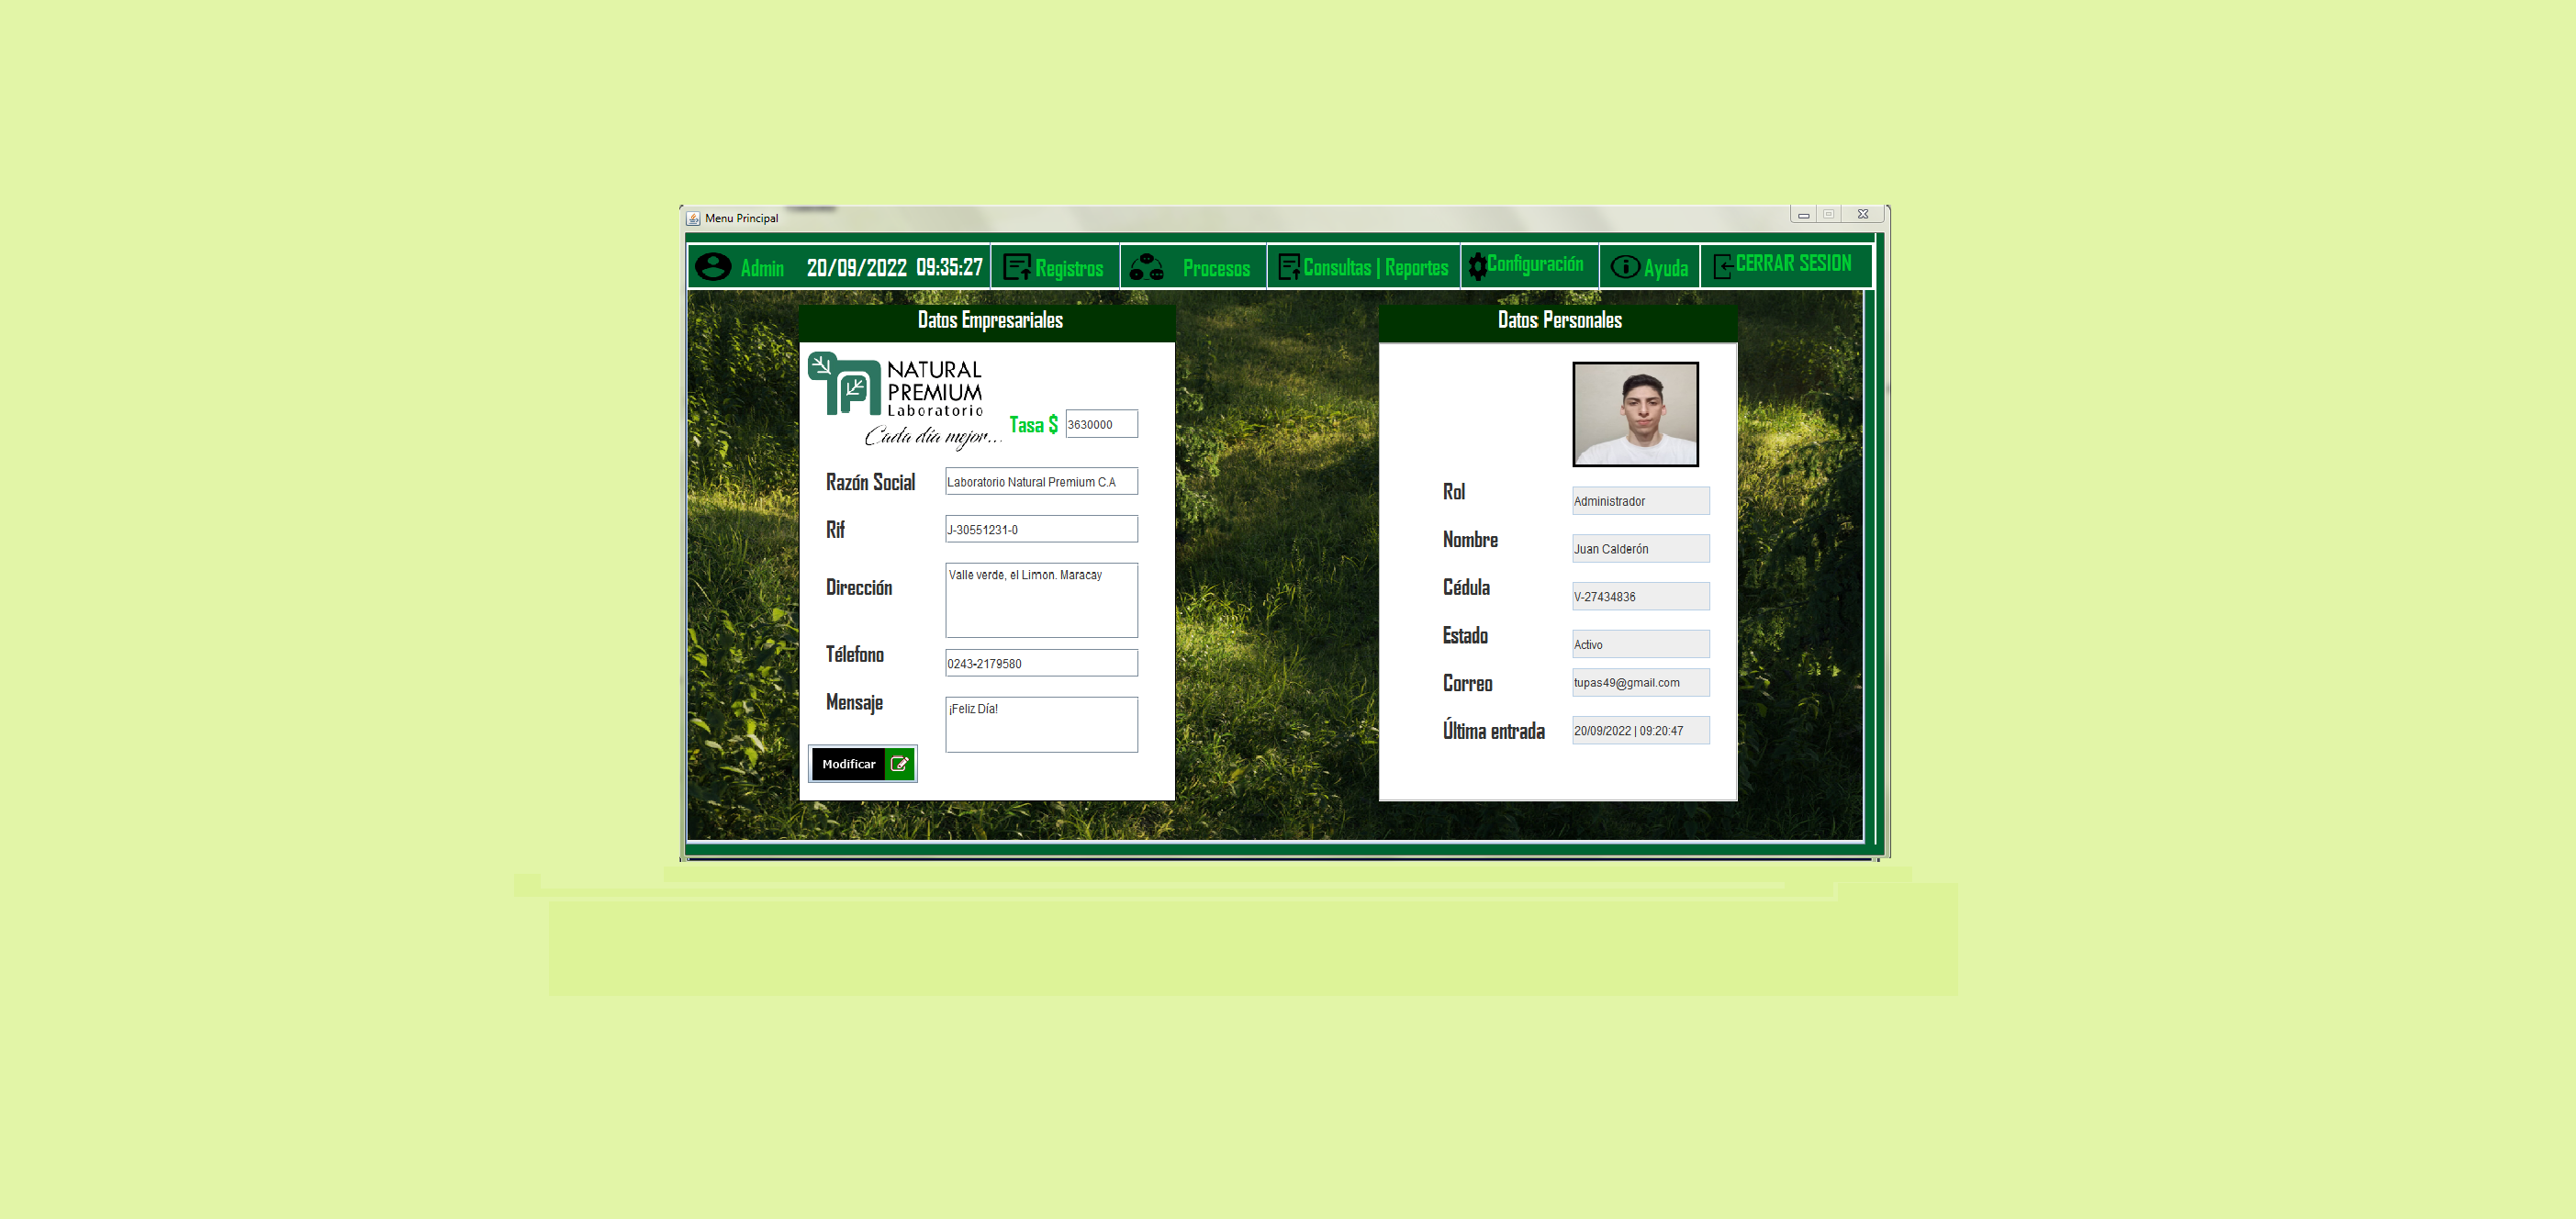 Menu Principal
Admin 20/09/2022 09:35:27 Registros Procesos Consultas | Reportes Configuración Ayuda CERRAR SESION
Datos Empresariales
NATURAL
PREMIUM
Laboratorio
Cada día mejor...
Tasa $ 3630000
Razón Social Laboratorio Natural Premium C.A
Rif J-30551231-0
Dirección Valle verde, el Limon. Maracay
Télefono 0243-2179580
Mensaje ¡Feliz Día!
Modificar
Datos Personales
Rol Administrador
Nombre Juan Calderón
Cédula V-27434836
Estado Activo
Correo tupas49@gmail.com
Última entrada 20/09/2022 | 09:20:47